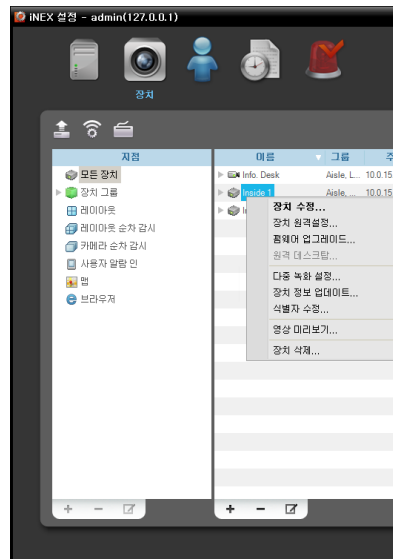 iNEX 설정 - admin(127.0.0.1)
장치
지점
이름 그룹
모든 장치
장치 그룹
레이아웃
레이아웃 순차 감시
카메라 순차 감시
사용자 알람 인
맵
브라우저
Info. Desk Aisle, L... 10.0.15
Inside 1 Aisle, ... 10.0.15
장치 수정...
장치 원격설정...
펌웨어 업그레이드...
원격 데스크탑...
다중 녹화 설정...
장치 정보 업데이트...
식별자 수정...
영상 미리보기...
장치 삭제...